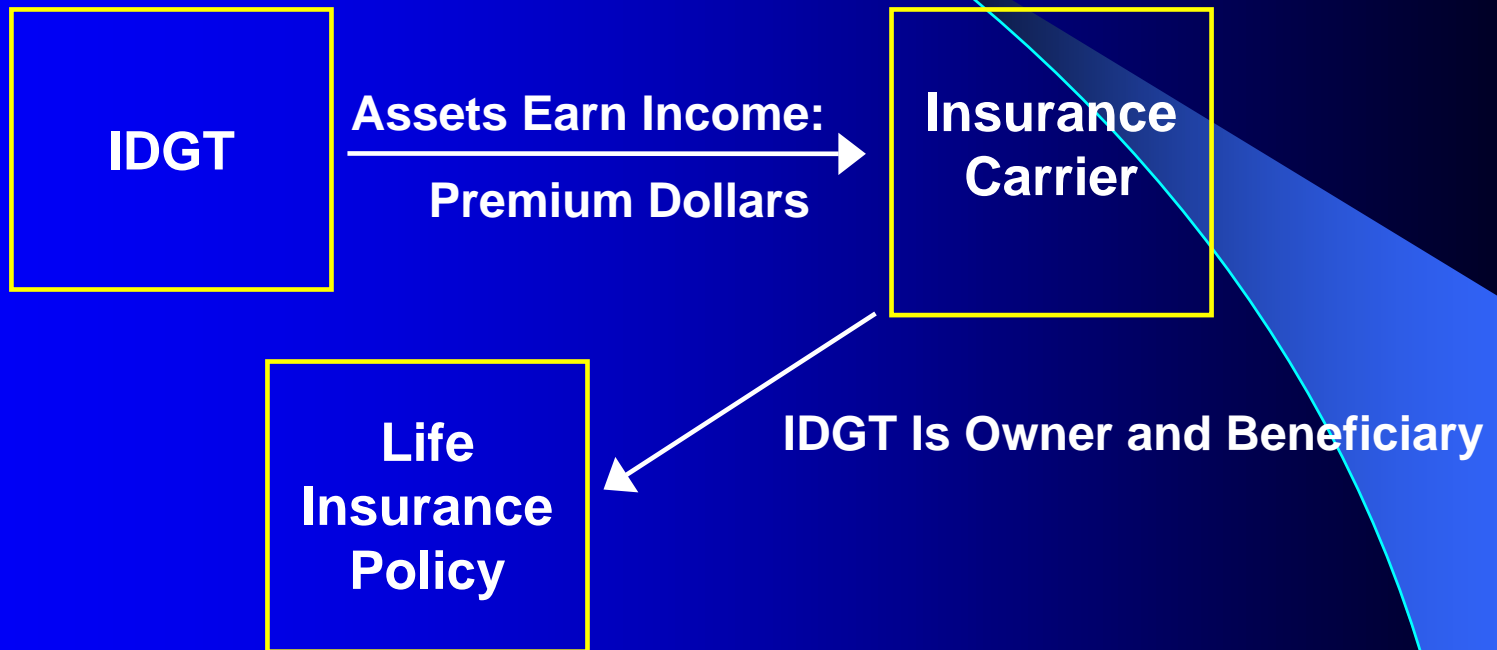 IDGT
Assets Earn Income:
Premium Dollars
Insurance
Carrier
Life
Insurance
Policy
IDGT Is Owner and Beneficiary